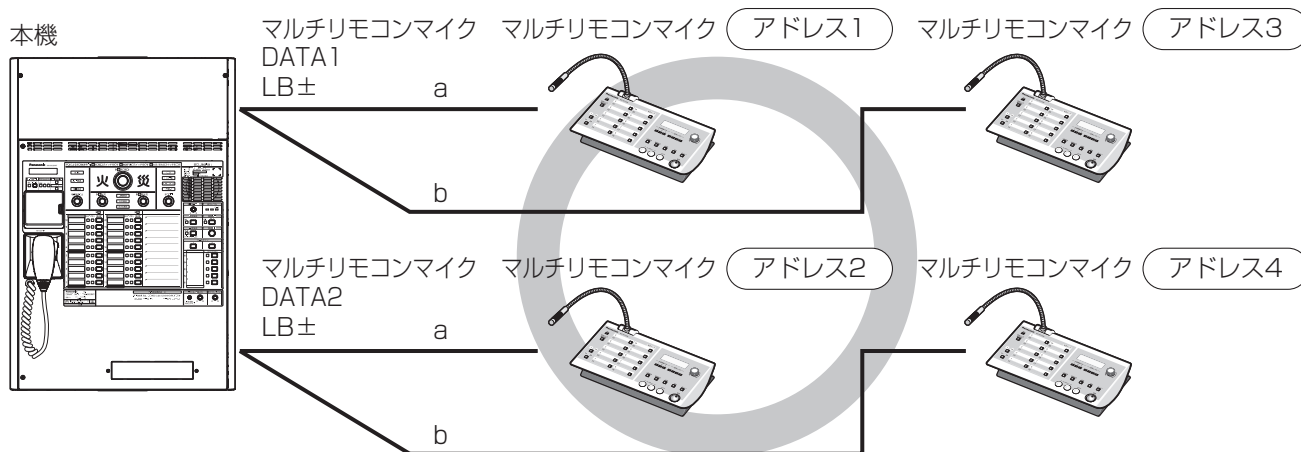 本機
マルチリモコンマイク
DATA1
LB±
a
b
マルチリモコンマイク アドレス1
マルチリモコンマイク アドレス3
Panasonic
火 災
マルチリモコンマイク
DATA2
LB±
a
b
マルチリモコンマイク アドレス2
マルチリモコンマイク アドレス4